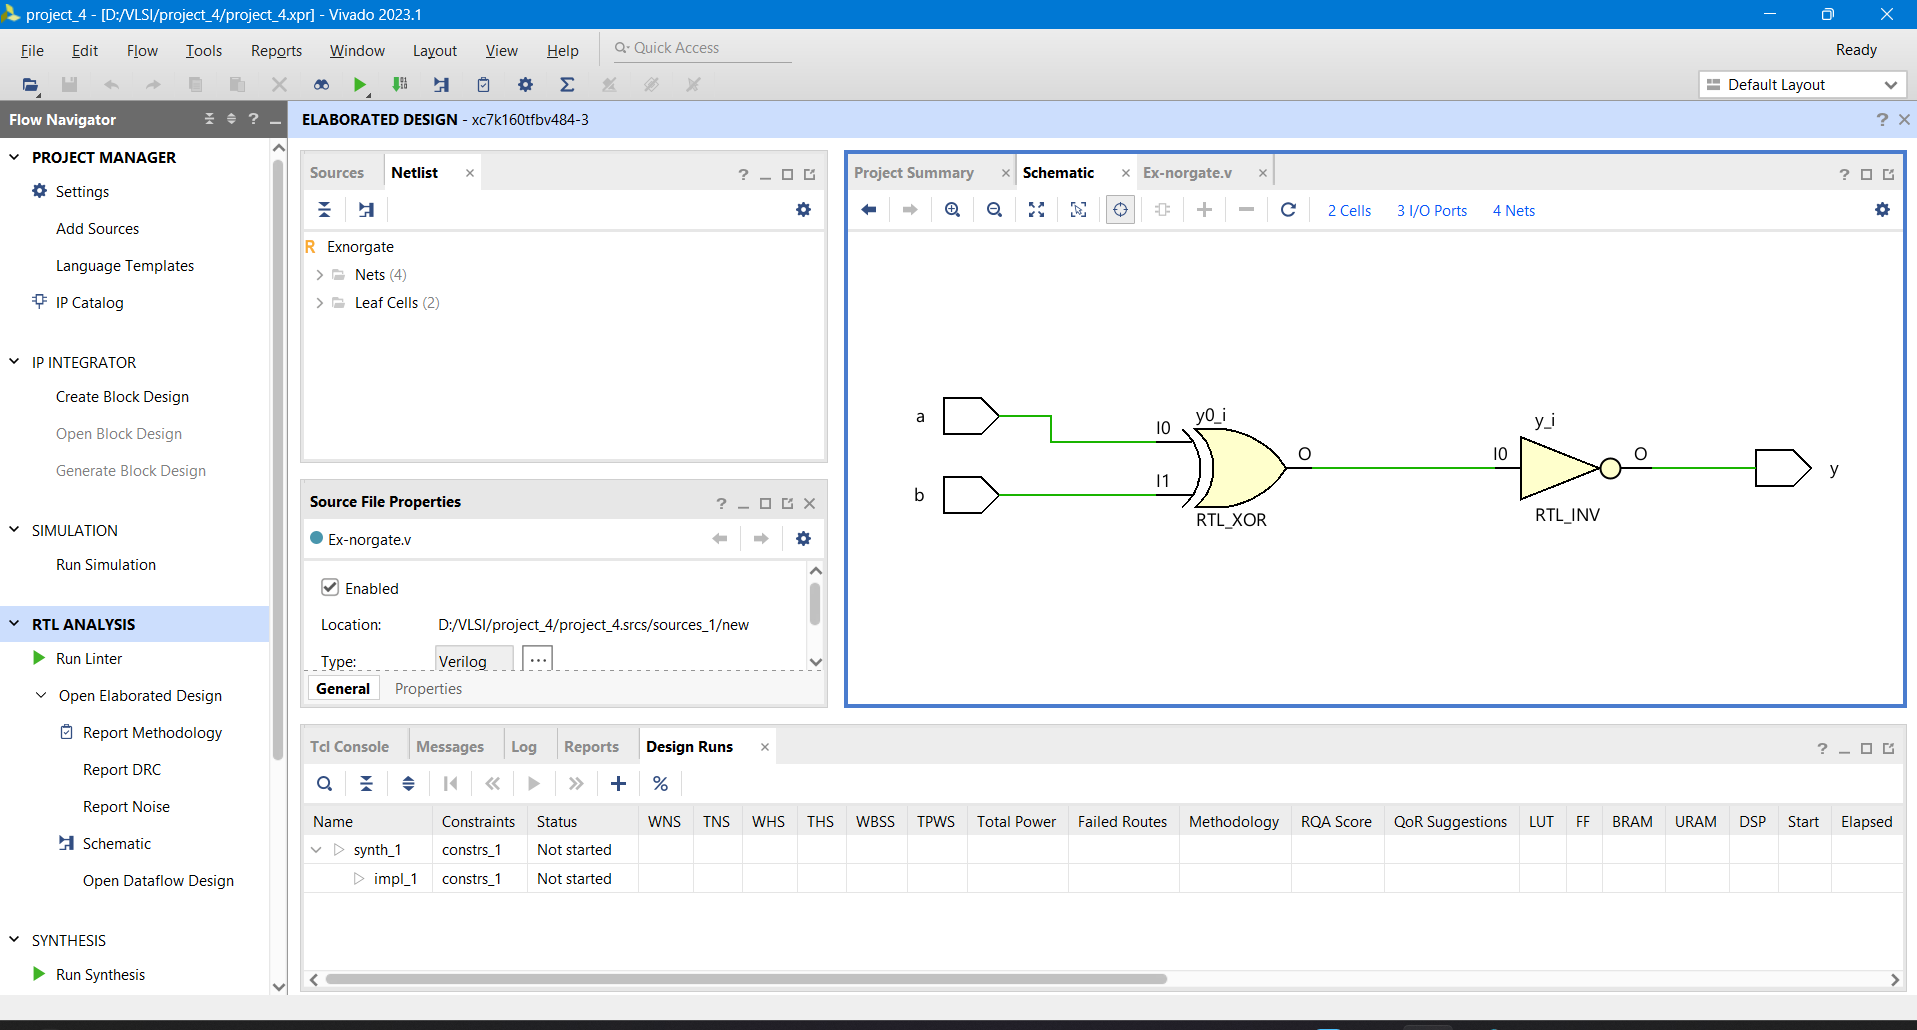 project_4 - [D:/VLSI/project_4/project_4.xpr] - Vivado 2023.1
File Edit Flow Tools Reports Window Layout View Help Quick Access Ready
Default Layout
Flow Navigator
ELABORATED DESIGN - xc7k160tfbv484-3
PROJECT MANAGER
Settings
Add Sources
Language Templates
IP Catalog
IP INTEGRATOR
Create Block Design
Open Block Design
Generate Block Design
SIMULATION
Run Simulation
RTL ANALYSIS
Run Linter
Open Elaborated Design
Report Methodology
Report DRC
Report Noise
Schematic
Open Dataflow Design
SYNTHESIS
Run Synthesis
Sources Netlist
R Exnorgate
Nets (4)
Leaf Cells (2)
Source File Properties
Ex-norgate.v
Enabled
Location: D:/VLSI/project_4/project_4.srcs/sources_1/new
Type: Verilog ...
General Properties
Project Summary Schematic Ex-norgate.v
2 Cells 3 I/O Ports 4 Nets
a
b
I0
I1
y0_i
O
RTL_XOR
I0
y_i
O
RTL_INV
y
Tcl Console Messages Log Reports Design Runs
Name Constraints Status WNS TNS WHS THS WBSS TPWS Total Power Failed Routes Methodology RQA Score QoR Suggestions LUT FF BRAM URAM DSP Start Elapsed
synth_1 constrs_1 Not started
impl_1 constrs_1 Not started